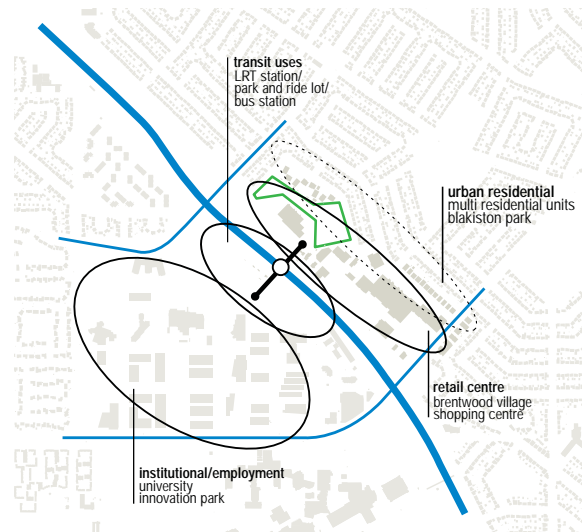 transit uses
LRT station/
park and ride lot/
bus station
urban residential
multi residential units
blakiston park
retail centre
brentwood village
shopping centre
institutional/employment
university
innovation park